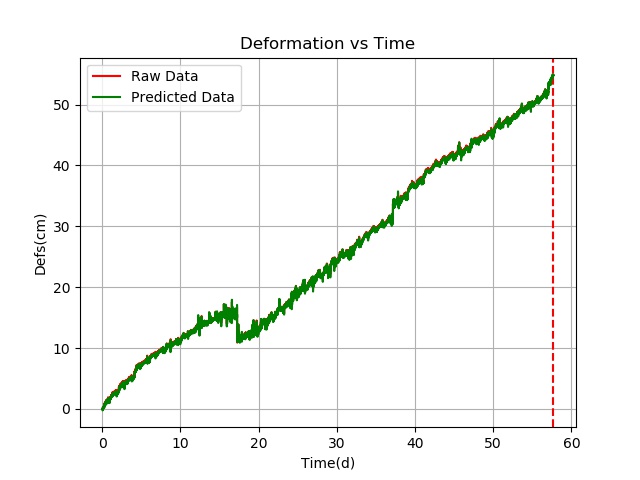 Deformation vs Time
Raw Data
Predicted Data
Defs(cm)
50
40
30
20
10
0
0 10 20 30 40 50 60
Time(d)